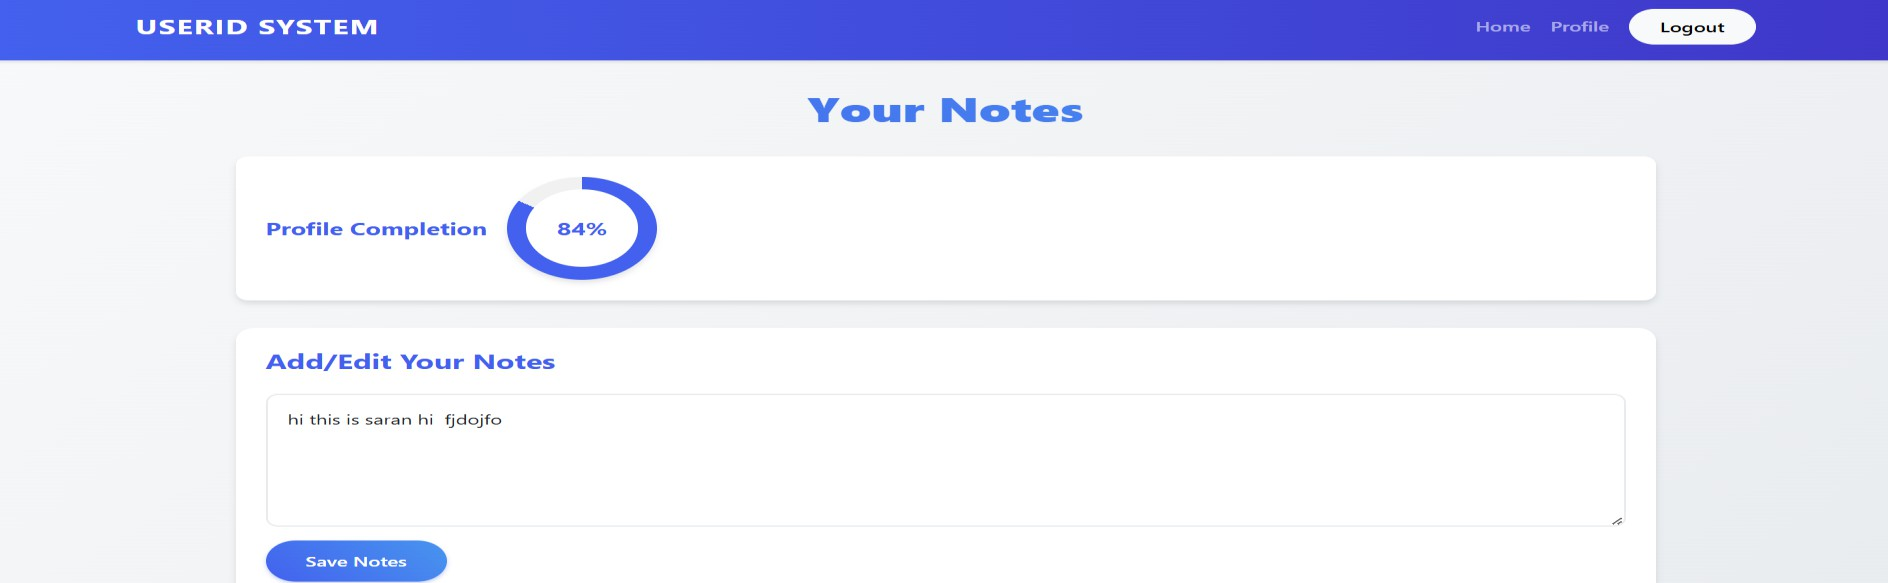 USERID SYSTEM
Home Profile Logout
Your Notes
Profile Completion 84%
Add/Edit Your Notes
hi this is saran hi  fjdojfo
Save Notes